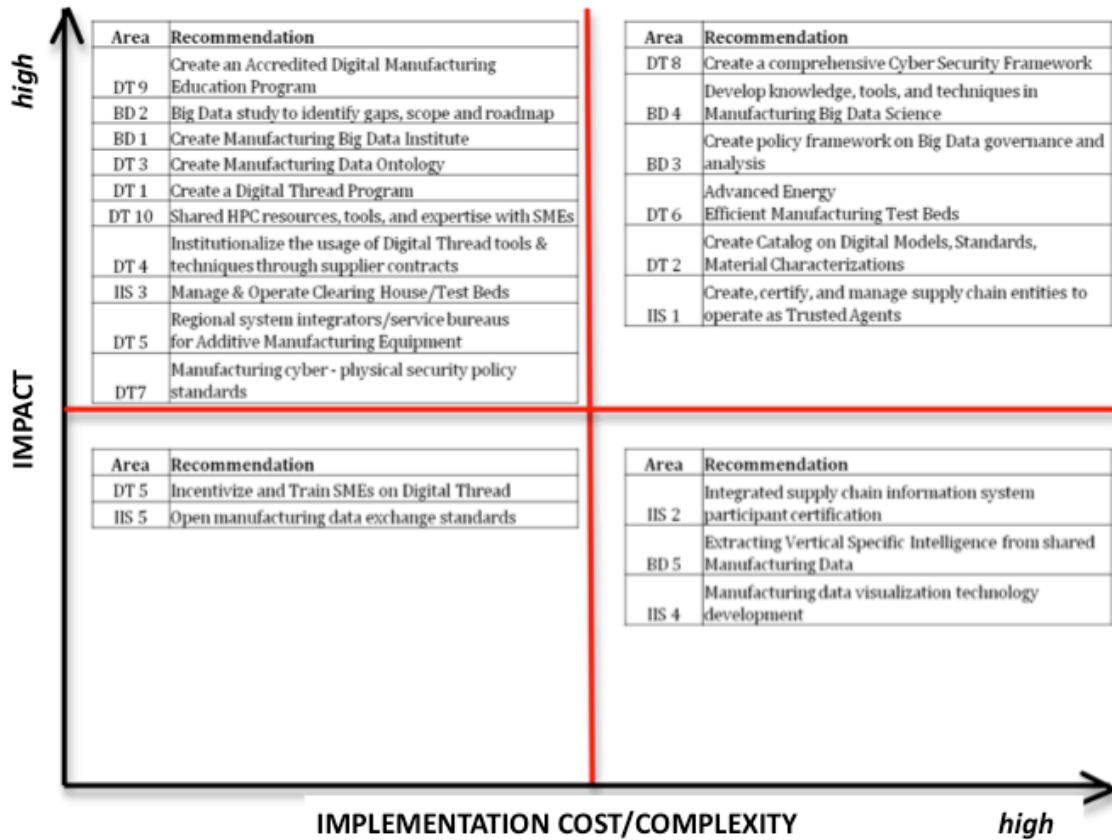 high
IMPACT
Area Recommendation
DT 9 Create an Accredited Digital Manufacturing
Education Program
BD 2 Big Data study to identify gaps, scope and roadmap
BD 1 Create Manufacturing Big Data Institute
DT 3 Create Manufacturing Data Ontology
DT 1 Create a Digital Thread Program
DT 10 Shared HPC resources, tools, and expertise with SMEs
Institutionalize the usage of Digital Thread tools &
DT 4 techniques through supplier contracts
IIS 3 Manage & Operate Clearing House/Test Beds
Regional system integrators/service bureaus
DT 5 for Additive Manufacturing Equipment
Manufacturing cyber - physical security policy
DT7 standards
Area Recommendation
DT 8 Create a comprehensive Cyber Security Framework
Develop knowledge, tools, and techniques in
BD 4 Manufacturing Big Data Science
Create policy framework on Big Data governance and
BD 3 analysis
Advanced Energy
DT 6 Efficient Manufacturing Test Beds
Create Catalog on Digital Models, Standards,
DT 2 Material Characterizations
Create, certify, and manage supply chain entities to
IIS 1 operate as Trusted Agents
Area Recommendation
DT 5 Incentivize and Train SMEs on Digital Thread
IIS 5 Open manufacturing data exchange standards
Area Recommendation
Integrated supply chain information system
IIS 2 participant certification
Extracting Vertical Specific Intelligence from shared
BD 5 Manufacturing Data
Manufacturing data visualization technology
IIS 4 development
IMPLEMENTATION COST/COMPLEXITY high